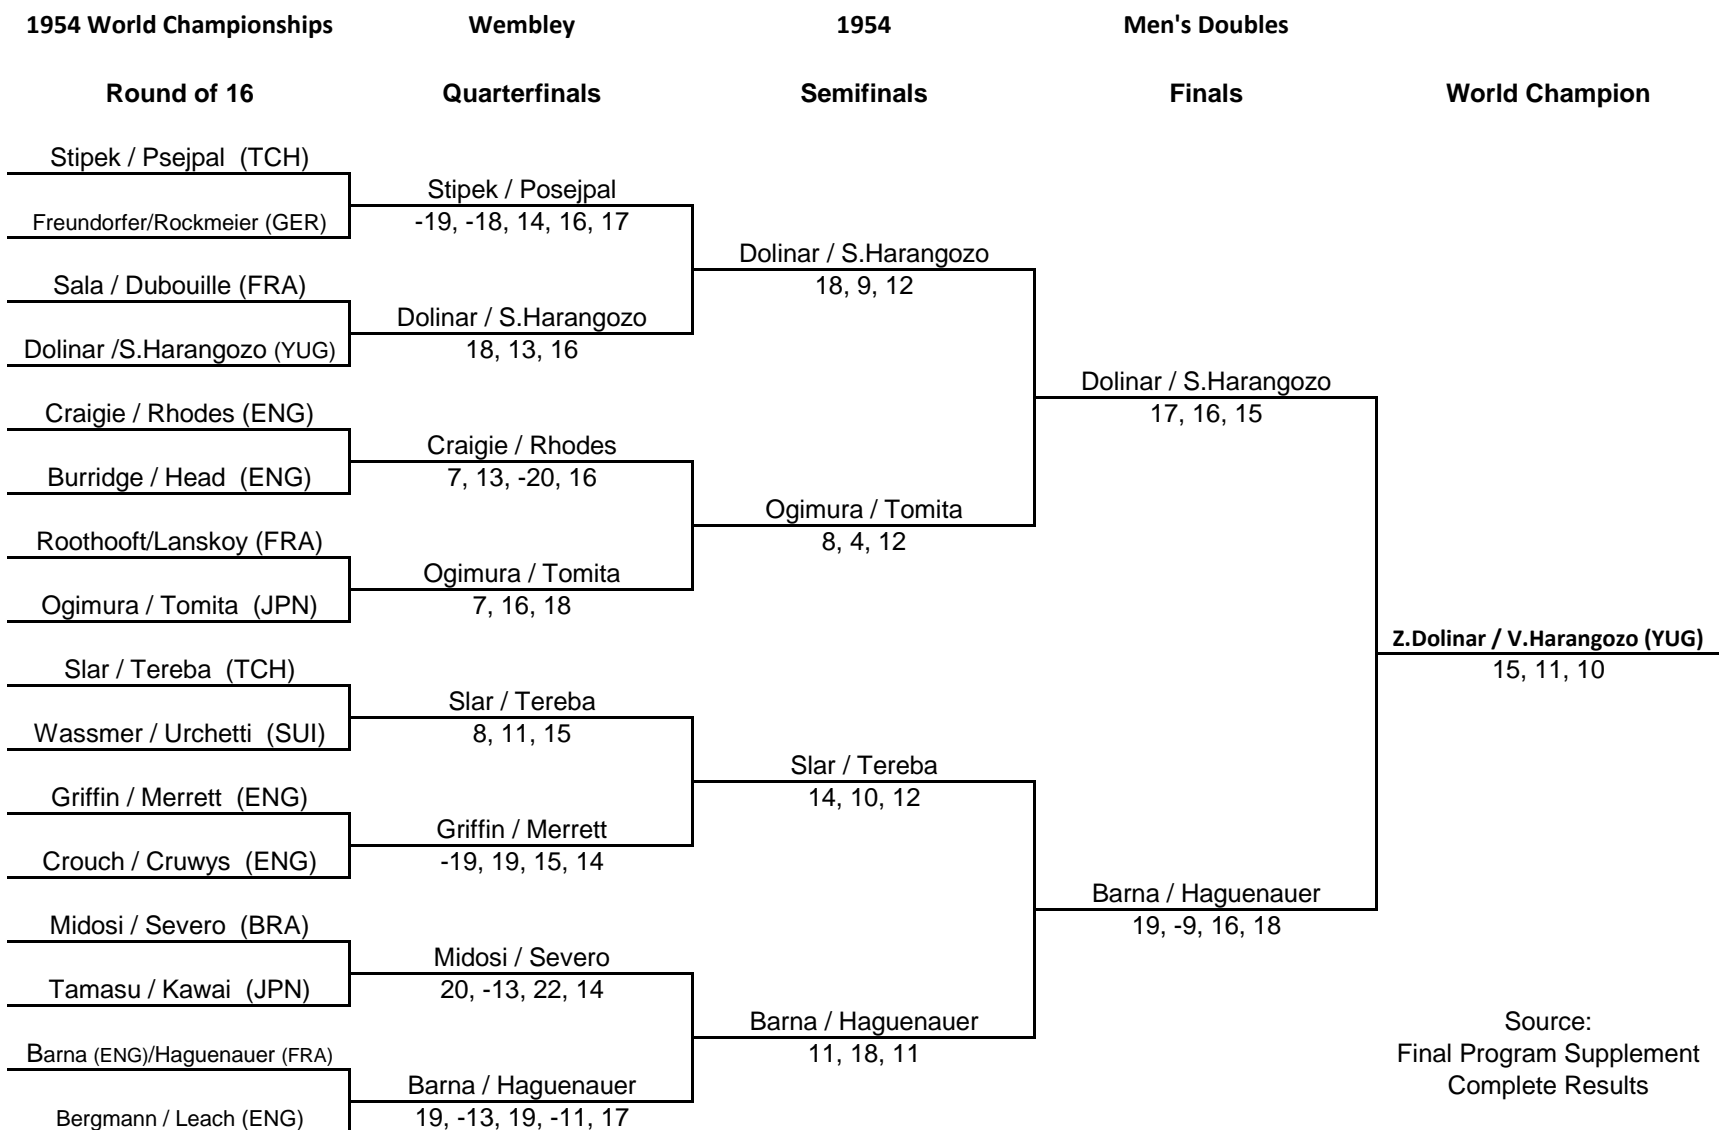 1954 World Championships Wembley 1954 Men's Doubles
Round of 16 Quarterfinals Semifinals Finals World Champion
Stipek / Psejpal (TCH)
Freundorfer/Rockmeier (GER)
Sala / Dubouille (FRA)
Dolinar /S.Harangozo (YUG)
Craigie / Rhodes (ENG)
Burridge / Head (ENG)
Roothooft/Lanskoy (FRA)
Ogimura / Tomita (JPN)
Slar / Tereba (TCH)
Wassmer / Urchetti (SUI)
Griffin / Merrett (ENG)
Crouch / Cruwys (ENG)
Midosi / Severo (BRA)
Tamasu / Kawai (JPN)
Barna (ENG)/Haguenauer (FRA)
Bergmann / Leach (ENG)
Stipek / Posejpal
-19, -18, 14, 16, 17
Dolinar / S.Harangozo
18, 13, 16
Craigie / Rhodes
7, 13, -20, 16
Ogimura / Tomita
7, 16, 18
Slar / Tereba
8, 11, 15
Griffin / Merrett
-19, 19, 15, 14
Midosi / Severo
20, -13, 22, 14
Barna / Haguenauer
19, -13, 19, -11, 17
Dolinar / S.Harangozo
18, 9, 12
Ogimura / Tomita
8, 4, 12
Slar / Tereba
14, 10, 12
Barna / Haguenauer
11, 18, 11
Dolinar / S.Harangozo
17, 16, 15
Barna / Haguenauer
19, -9, 16, 18
Z.Dolinar / V.Harangozo (YUG)
15, 11, 10
Source:
Final Program Supplement
Complete Results